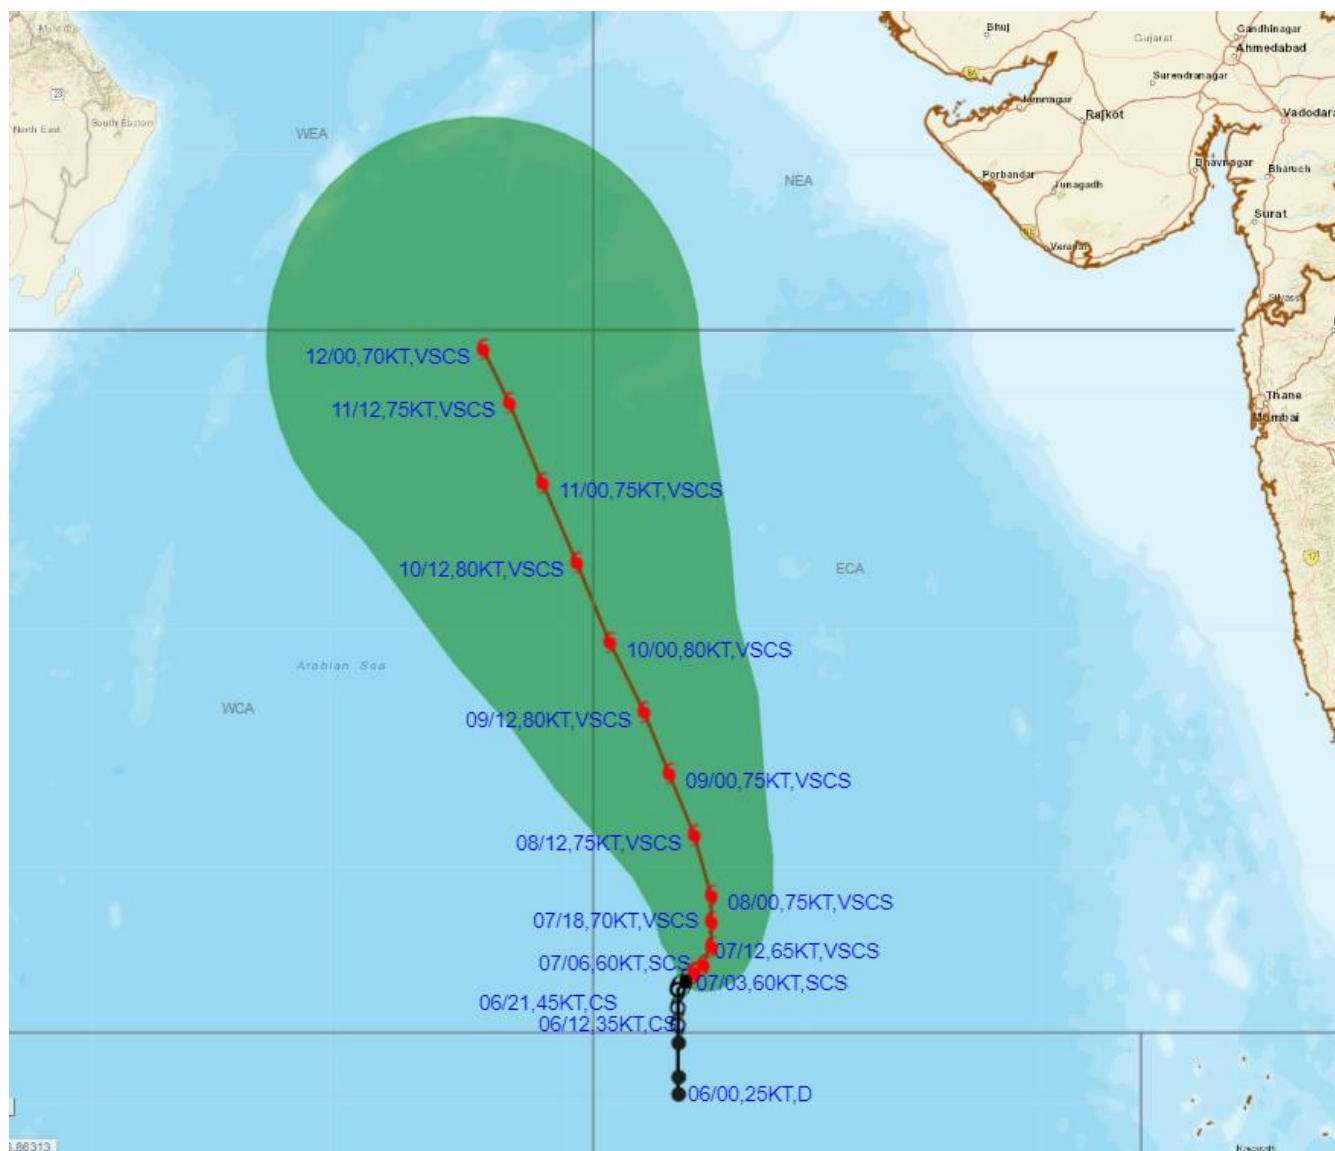 Bhuj
Gandhinagar
Gujarat
Ahmedabad
Surendranagar
23
Jamnagar
Rajkot
Vadodara
North East
South Eastern
WEA
Bhavnagar
Bharuch
Porbandar
NEA
Junagadh
Surat
Veraval
Silvassa
12/00,70KT,VSCS
11/12,75KT,VSCS
Thane
Mumbai
11/00,75KT,VSCS
10/12,80KT,VSCS
ECA
17
10/00,80KT,VSCS
Arabian Sea
WCA
09/12,80KT,VSCS
09/00,75KT,VSCS
08/12,75KT,VSCS
08/00,75KT,VSCS
07/18,70KT,VSCS
07/12,65KT,VSCS
07/06,60KT,SCS
07/03,60KT,SCS
06/21,45KT,CS
06/12,35KT,CS
06/00,25KT,D
.86313
Kavaratti